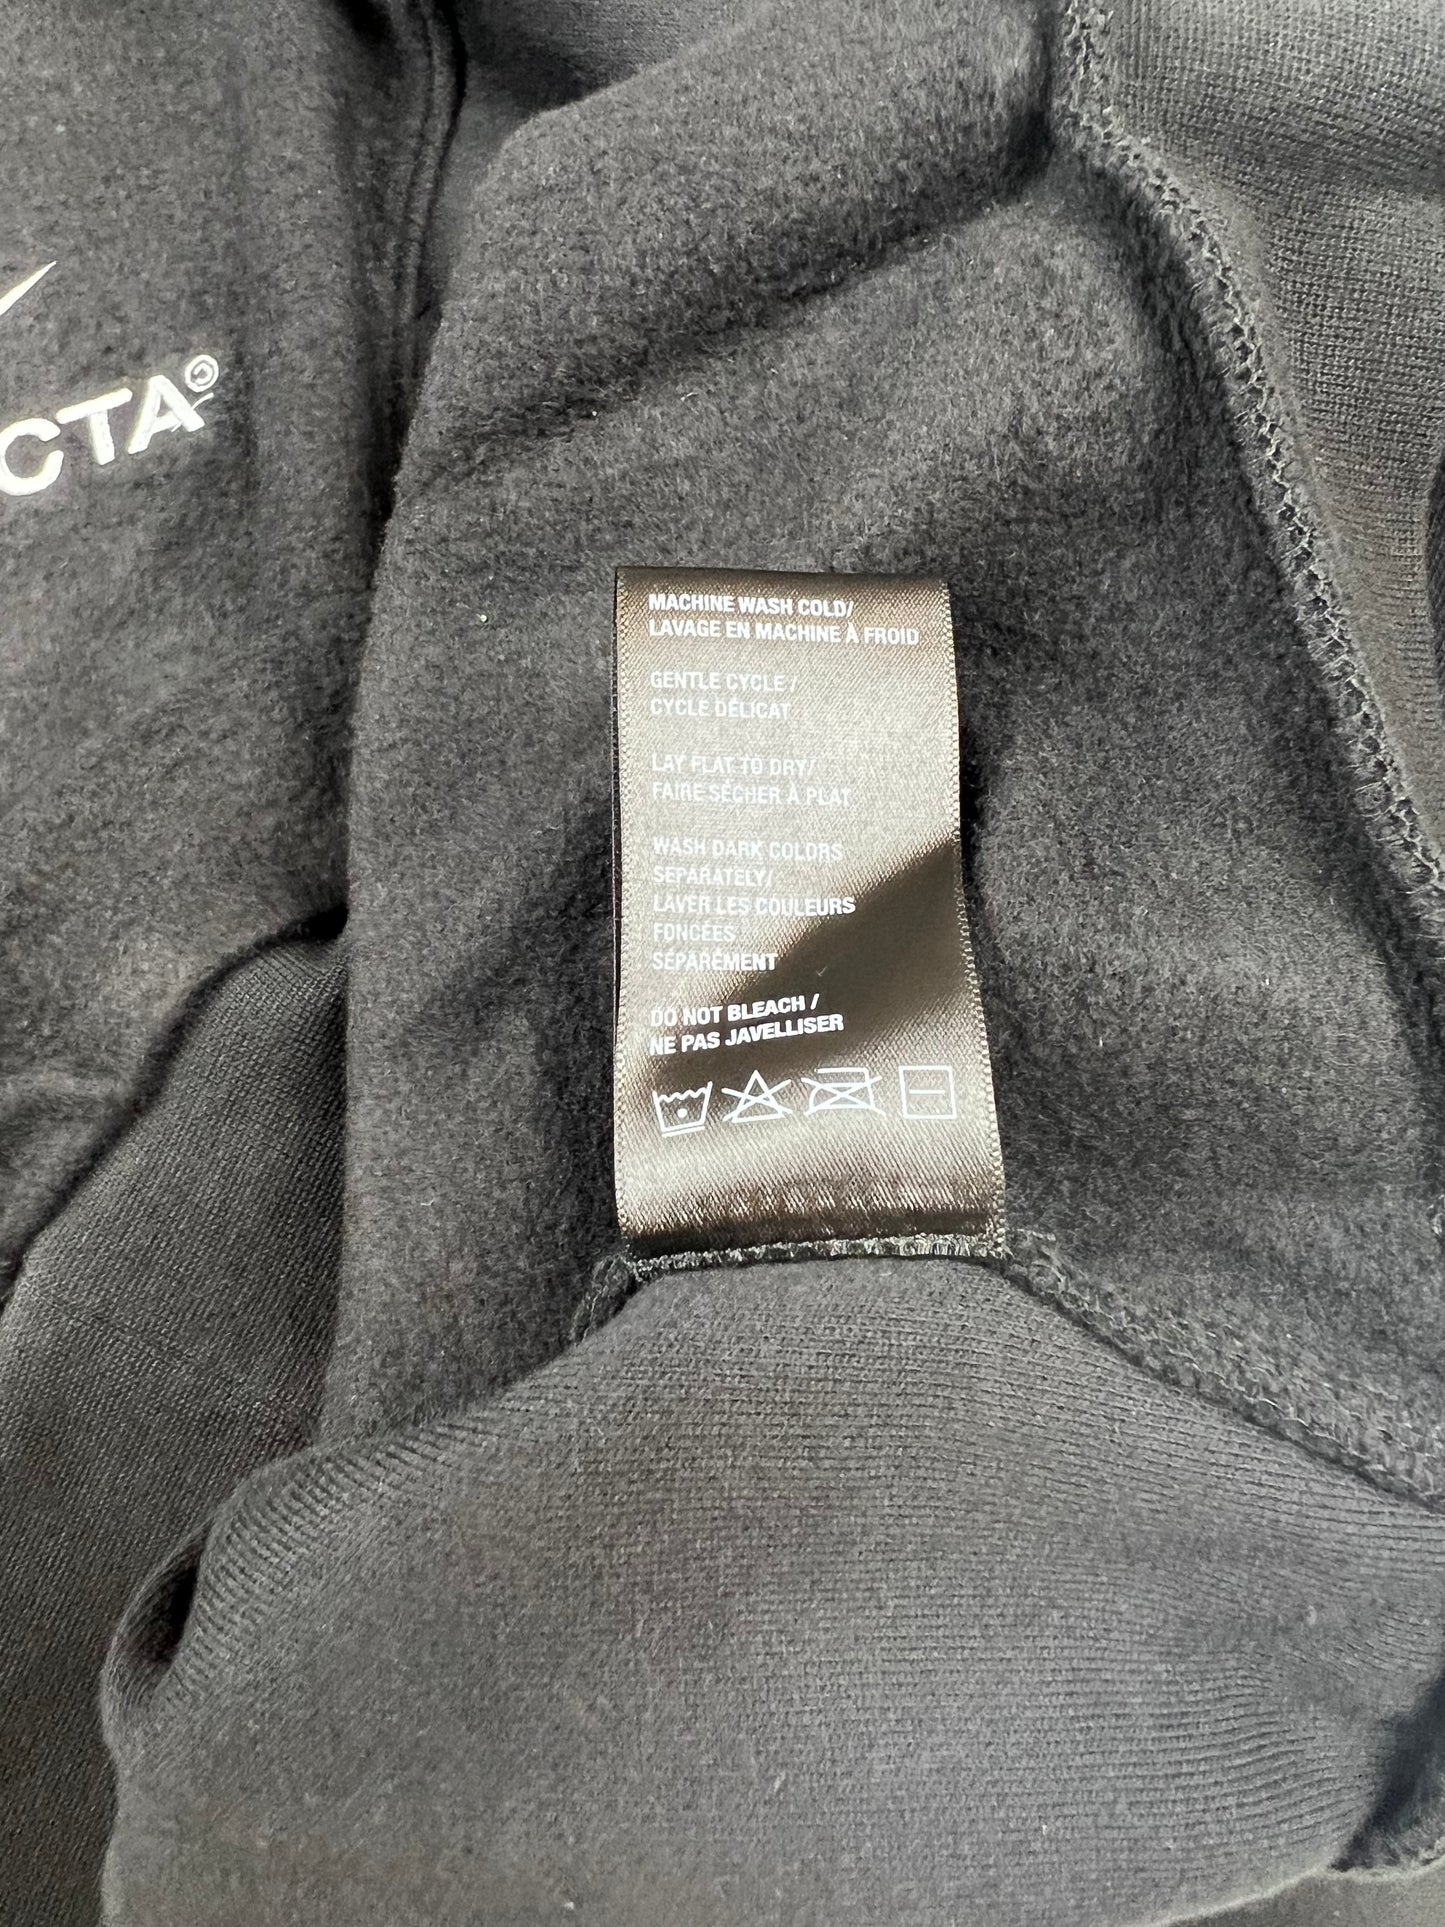 CTA
MACHINE WASH COLD/
LAVAGE EN MACHINE À FROID
GENTLE CYCLE /
CYCLE DÉLICAT
LAY FLAT TO DRY/
FAIRE SÉCHER À PLAT
WASH DARK COLORS
SEPARATELY/
LAVER LES COULEURS
FONCÉES
SÉPARÉMENT
DO NOT BLEACH /
NE PAS JAVELLISER